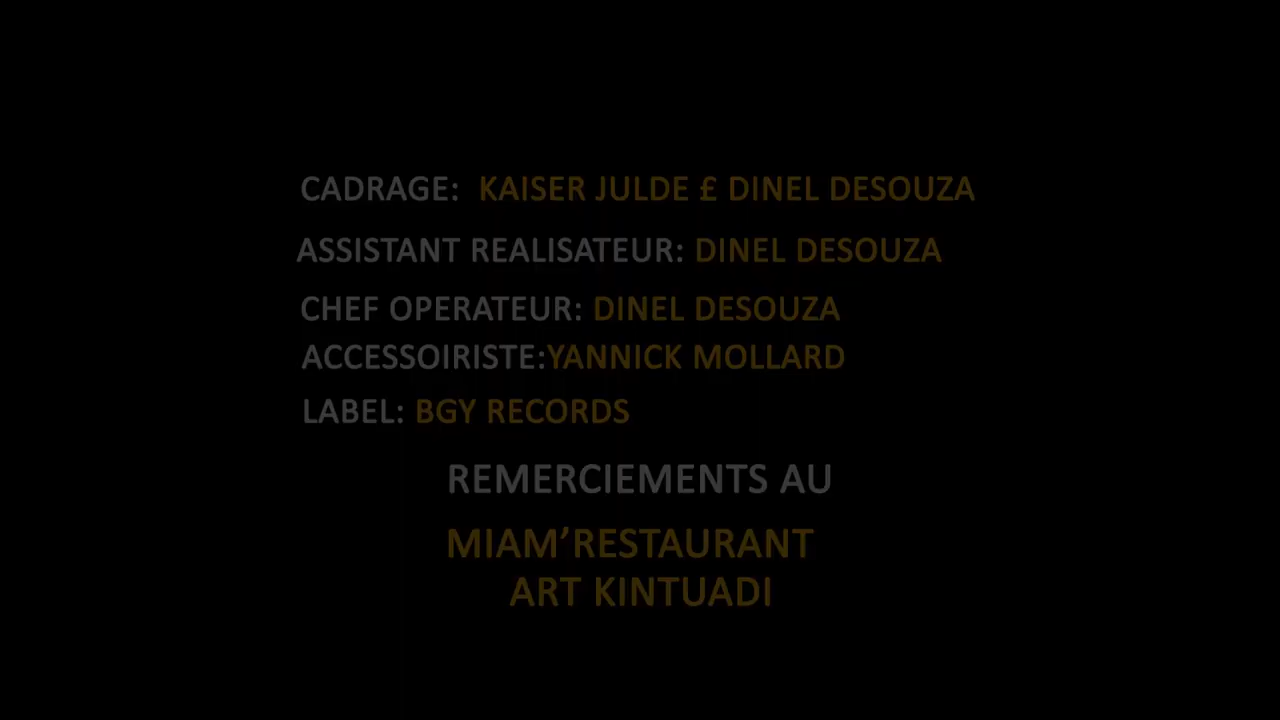 CADRAGE: KAISER JULDE £ DINEL DESOUZA
ASSISTANT REALISATEUR: DINEL DESOUZA
CHEF OPERATEUR: DINEL DESOUZA
ACCESSOIRISTE:YANNICK MOLLARD
LABEL: BGY RECORDS
REMERCIEMENTS AU
MIAM’RESTAURANT
ART KINTUADI